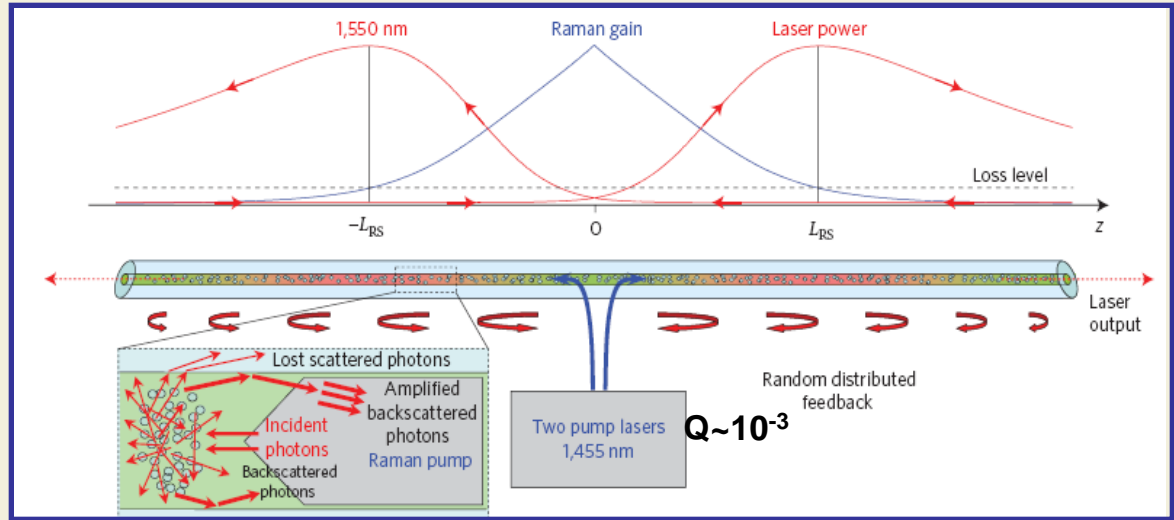 1,550 nm
Raman gain
Laser power
Loss level
−L_RS
0
L_RS
z
Laser
output
Lost scattered photons
Amplified
backscattered
photons
Raman pump
Incident
photons
Backscattered
photons
Two pump lasers
1,455 nm
Q~10⁻³
Random distributed
feedback